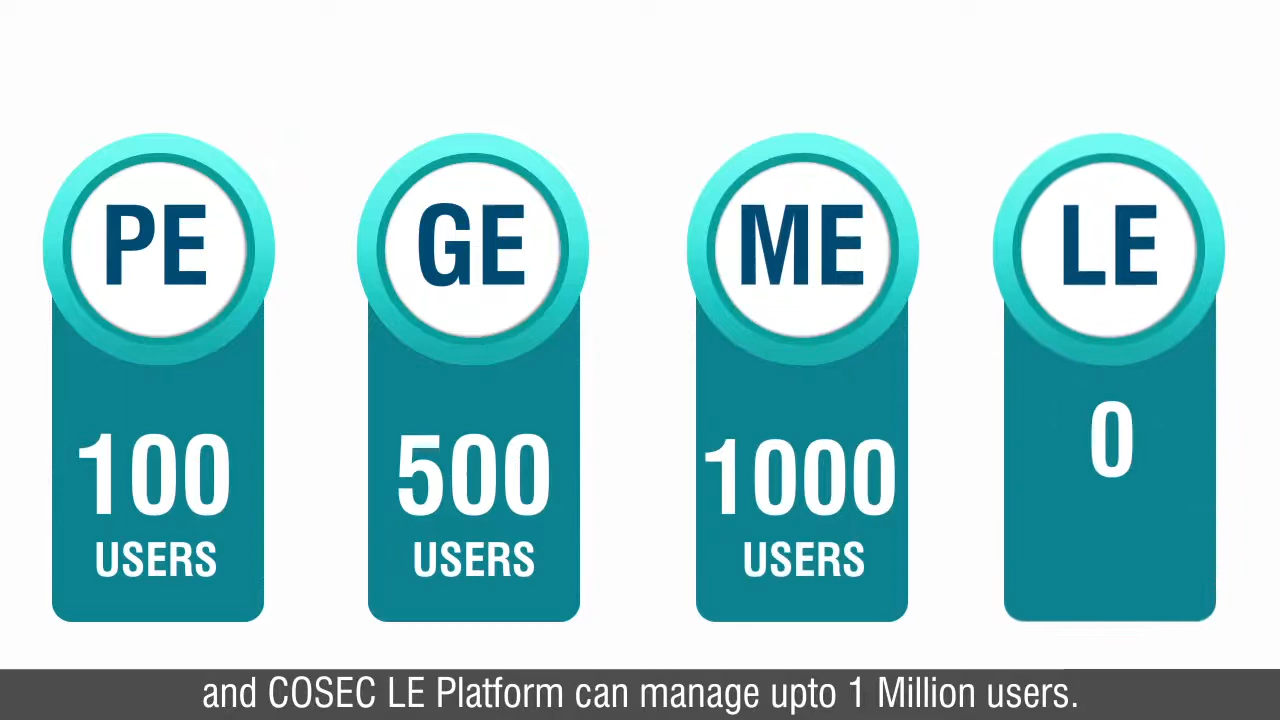 PE
GE
ME
LE
100
USERS
500
USERS
1000
USERS
0
and COSEC LE Platform can manage upto 1 Million users.